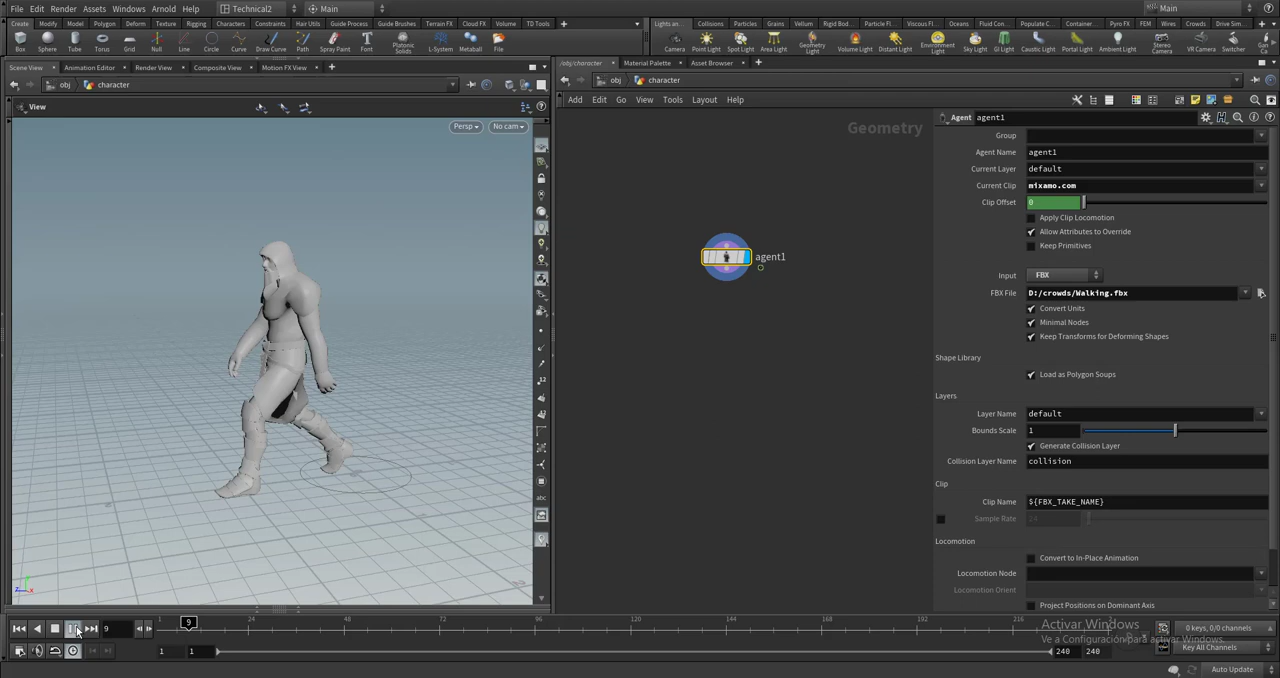 File Edit Render Assets Windows Arnold Help Technical2 Main Main
Create Modify Model Polygon Deform Texture Rigging Characters Constraints Hair Utils Guide Process Guide Brushes Terrain FX Cloud FX Volume TD Tools
Lights an Collisions Particles Grains Vellum Rigid Bod Particle Fl Viscous Fl Oceans Fluid Con Populate C Container Pyro FX FEM Wires Crowds Drive Sim
Box Sphere Tube Torus Grid Null Line Circle Curve Draw Curve Path Spray Paint Font Platonic Solids L-System Metaball File
Camera Point Light Spot Light Area Light Geometry Light Volume Light Distant Light Environment Light Sky Light GI Light Caustic Light Portal Light Ambient Light Stereo Camera VR Camera Switcher
Scene View Animation Editor Render View Composite View Motion FX View
/obj/character Material Palette Asset Browser
obj character
obj character
View
Add Edit Go View Tools Layout Help
Persp No cam
Geometry
agent1
abc
Agent agent1
Group
Agent Name agent1
Current Layer default
Current Clip mixamo.com
Clip Offset 0
Apply Clip Locomotion
Allow Attributes to Override
Keep Primitives
Input FBX
FBX File D:/crowds/Walking.fbx
Convert Units
Minimal Nodes
Keep Transforms for Deforming Shapes
Shape Library
Load as Polygon Soups
Layers
Layer Name default
Bounds Scale 1
Generate Collision Layer
Collision Layer Name collision
Clip
Clip Name ${FBX_TAKE_NAME}
Sample Rate 24
Locomotion
Convert to In-Place Animation
Locomotion Node
Locomotion Orient
Project Positions on Dominant Axis
9
1 9 24 48 72 96 120 144 168 192 216
Activar Windows
Ve a Configuración para activar Windows.
0 keys, 0/0 channels
Key All Channels
1 1 240 240
Auto Update